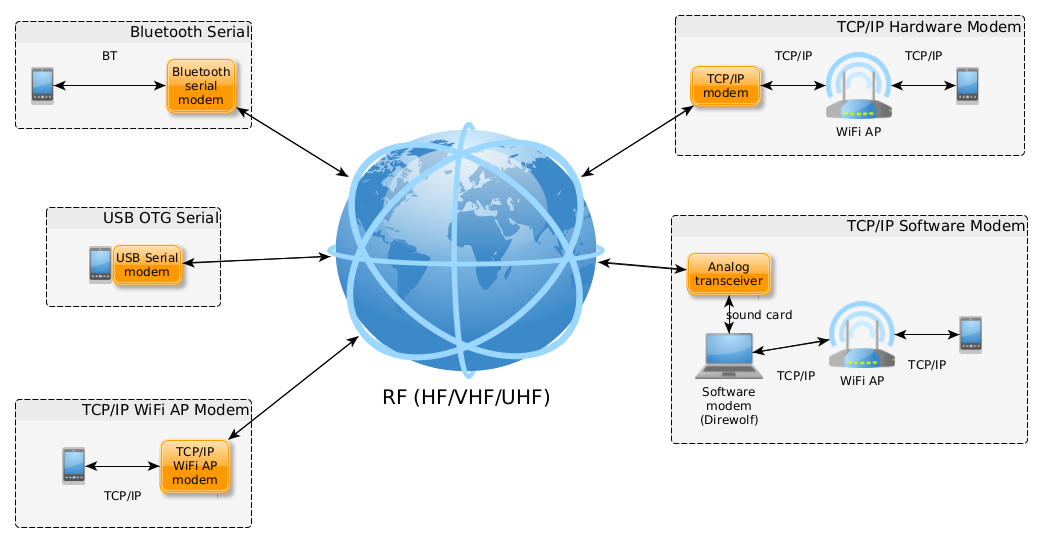 Bluetooth Serial
BT
Bluetooth
serial
modem
TCP/IP Hardware Modem
TCP/IP
modem
TCP/IP
TCP/IP
WiFi AP
USB OTG Serial
USB Serial
modem
TCP/IP Software Modem
Analog
transceiver
sound card
Software
modem
(Direwolf)
TCP/IP
WiFi AP
TCP/IP
RF (HF/VHF/UHF)
TCP/IP WiFi AP Modem
TCP/IP
TCP/IP
WiFi AP
modem